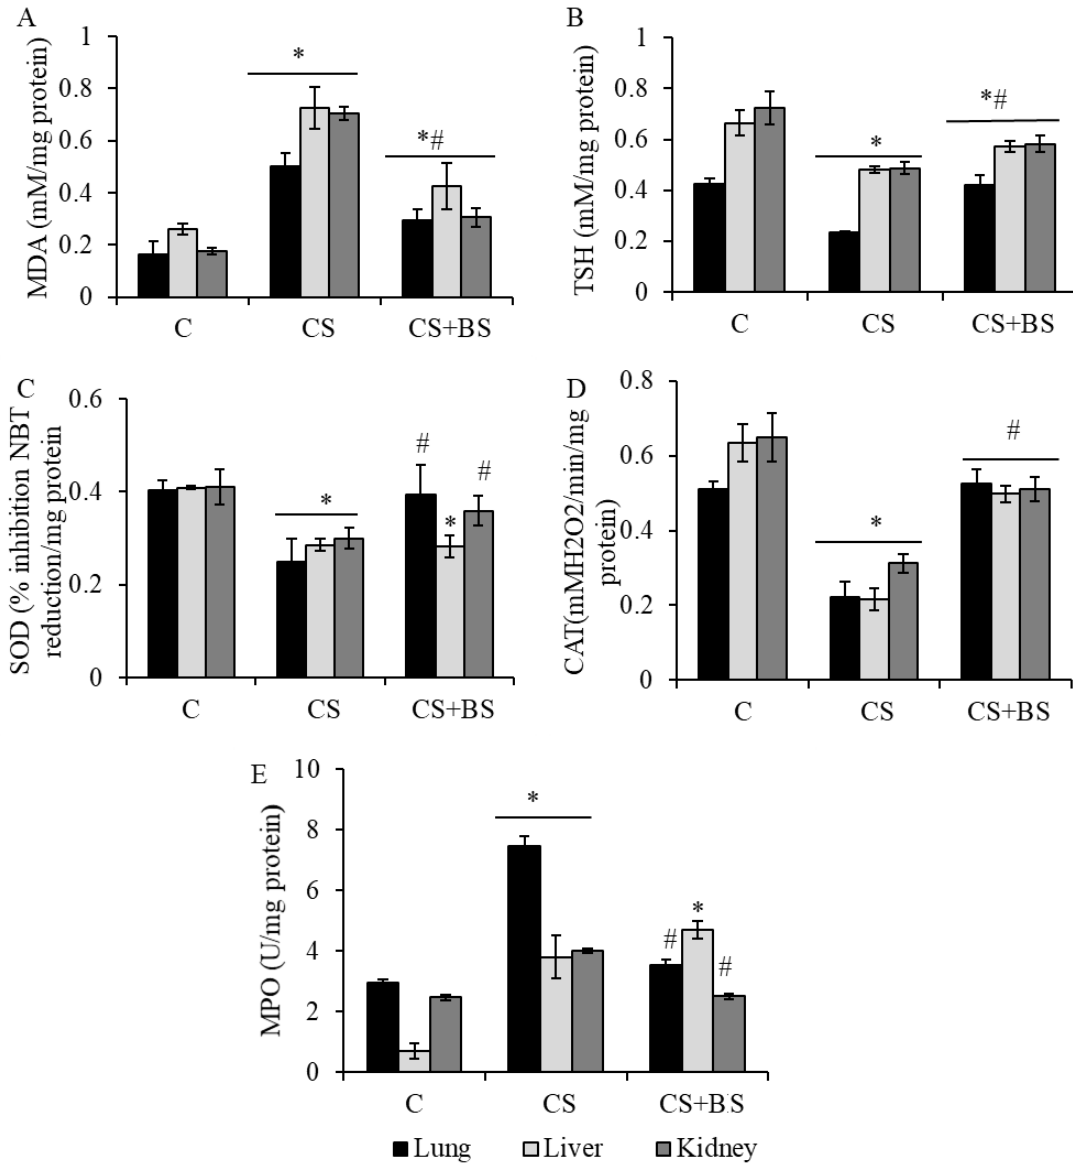 A
MDA (mM/mg protein)
1
0.8
0.6
0.4
0.2
0
*
*#
C CS CS+BS
B
TSH (mM/mg protein)
1
0.8
0.6
0.4
0.2
0
*
*#
C CS CS+BS
C
SOD (% inhibition NBT
reduction/mg protein
0.6
0.4
0.2
0
*
#
*
#
C CS CS+BS
D
CAT(mMH2O2/min/mg
protein)
0.8
0.6
0.4
0.2
0
*
#
C CS CS+BS
E
MPO (U/mg protein)
10
8
6
4
2
0
*
#
*
#
C CS CS+BS
Lung Liver Kidney